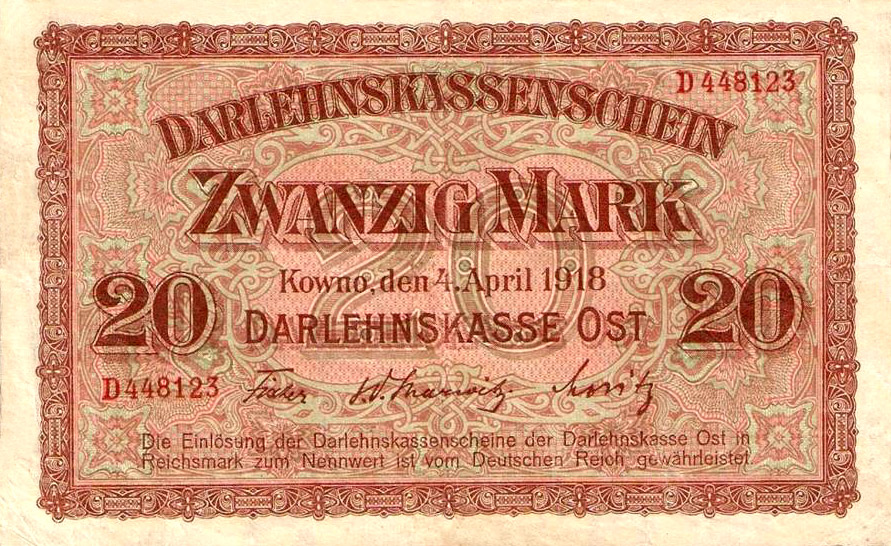 D 448123
DARLEHNSKASSENSCHEIN
ZWANZIG MARK
Kowno, den 4. April 1918
20 DARLEHNSKASSE OST 20
D 448123
Die Einlösung der Darlehnskassenscheine der Darlehnskasse Ost in
Reichsmark zum Nennwert ist vom Deutschen Reich gewährleistet